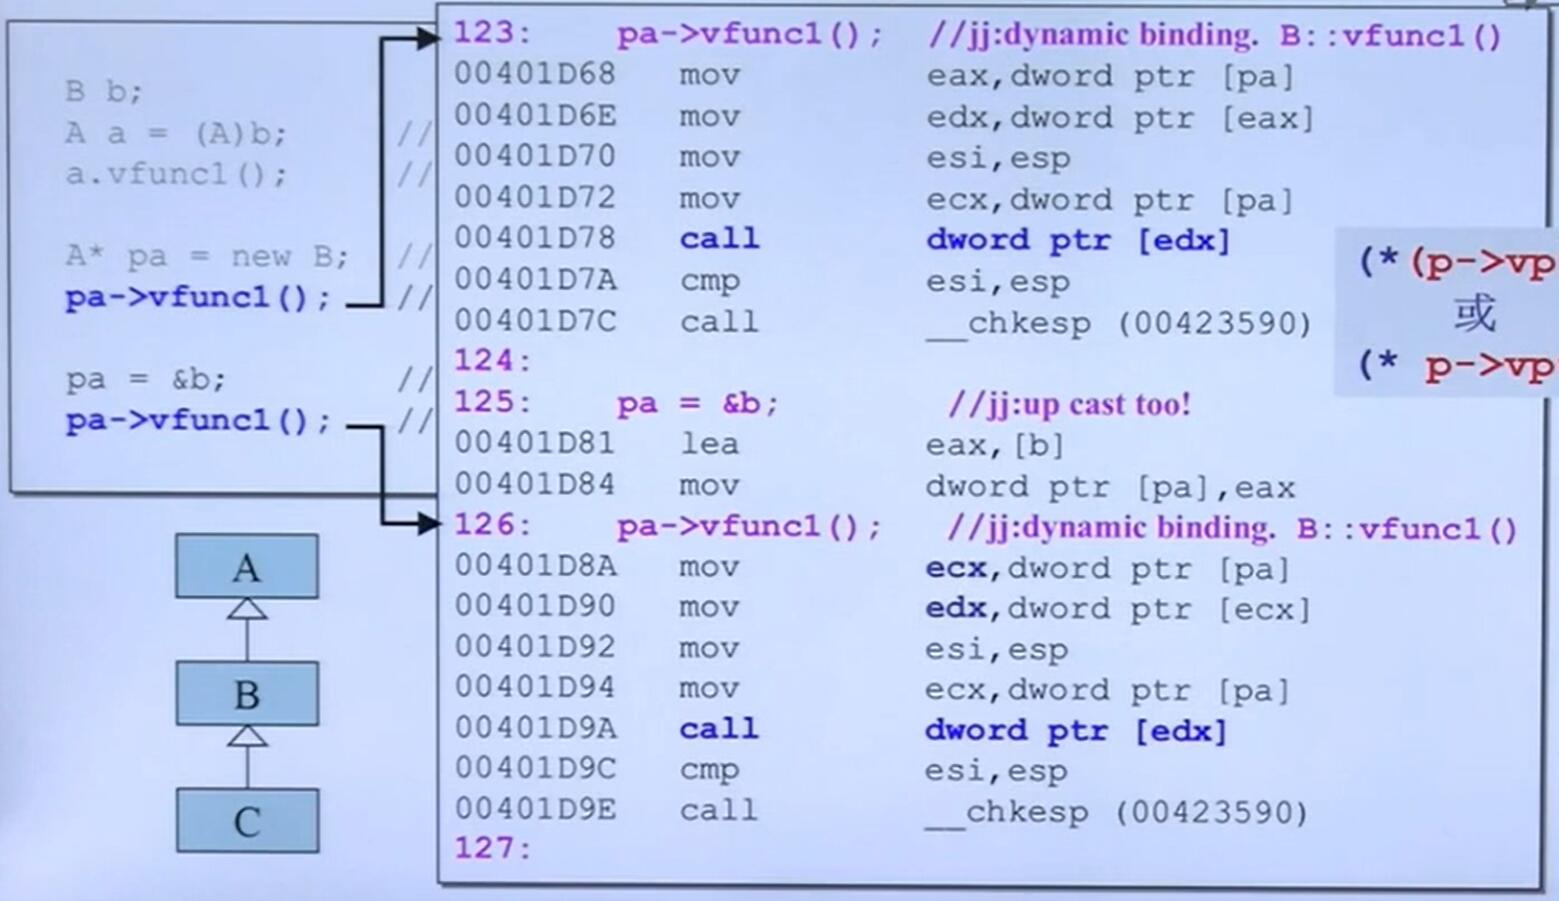 B b;
A a = (A)b; //
a.vfunc1(); //
A* pa = new B; //
pa->vfunc1(); //
pa = &b; //
pa->vfunc1(); //
A
B
C
123: pa->vfunc1(); //jj:dynamic binding. B::vfunc1()
00401D68 mov eax,dword ptr [pa]
00401D6E mov edx,dword ptr [eax]
00401D70 mov esi,esp
00401D72 mov ecx,dword ptr [pa]
00401D78 call dword ptr [edx]
00401D7A cmp esi,esp
00401D7C call __chkesp (00423590)
124:
125: pa = &b; //jj:up cast too!
00401D81 lea eax,[b]
00401D84 mov dword ptr [pa],eax
126: pa->vfunc1(); //jj:dynamic binding. B::vfunc1()
00401D8A mov ecx,dword ptr [pa]
00401D90 mov edx,dword ptr [ecx]
00401D92 mov esi,esp
00401D94 mov ecx,dword ptr [pa]
00401D9A call dword ptr [edx]
00401D9C cmp esi,esp
00401D9E call __chkesp (00423590)
127:
(*(p->vp
或
(* p->vp